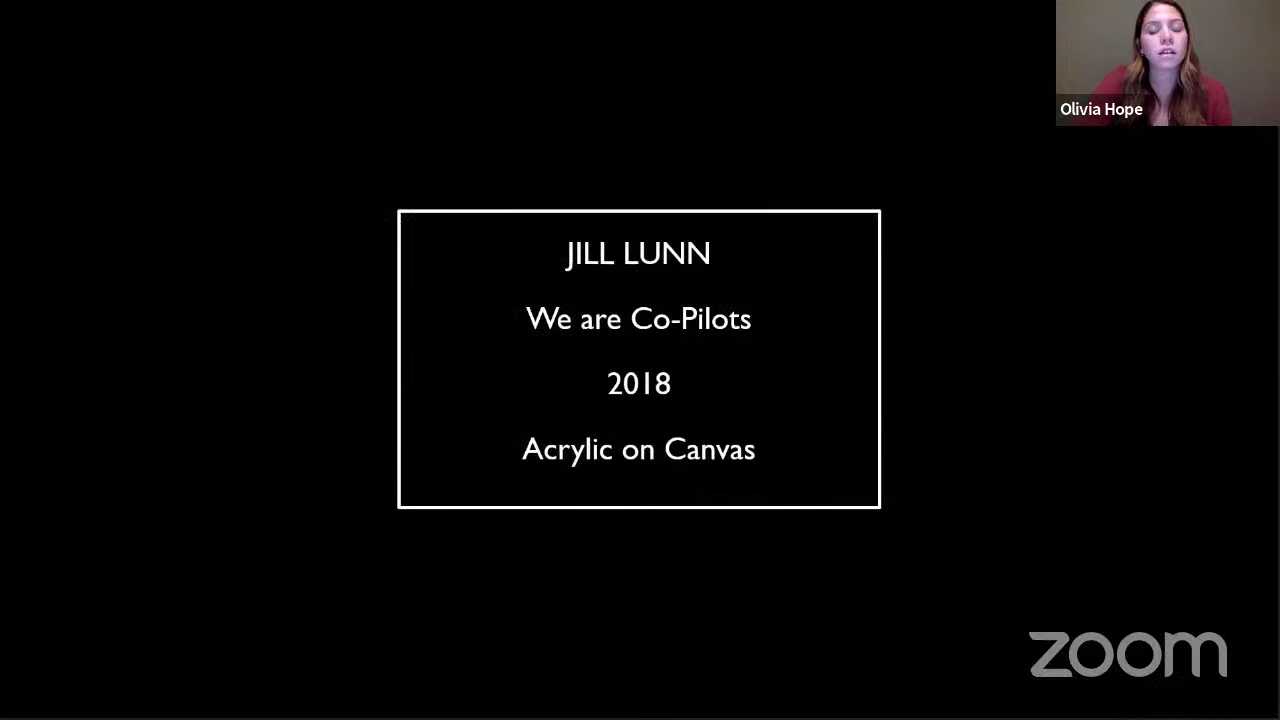 Olivia Hope
JILL LUNN
We are Co-Pilots
2018
Acrylic on Canvas
zoom